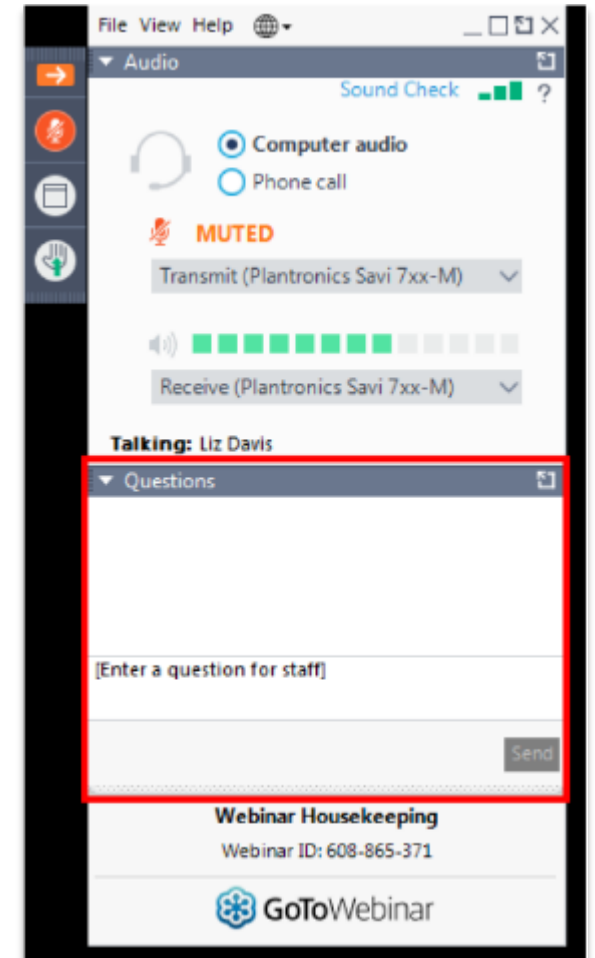 File View Help
Audio
Sound Check ?
Computer audio
Phone call
MUTED
Transmit (Plantronics Savi 7xx-M)
Receive (Plantronics Savi 7xx-M)
Talking: Liz Davis
Questions
[Enter a question for staff]
Send
Webinar Housekeeping
Webinar ID: 608-865-371
GoToWebinar